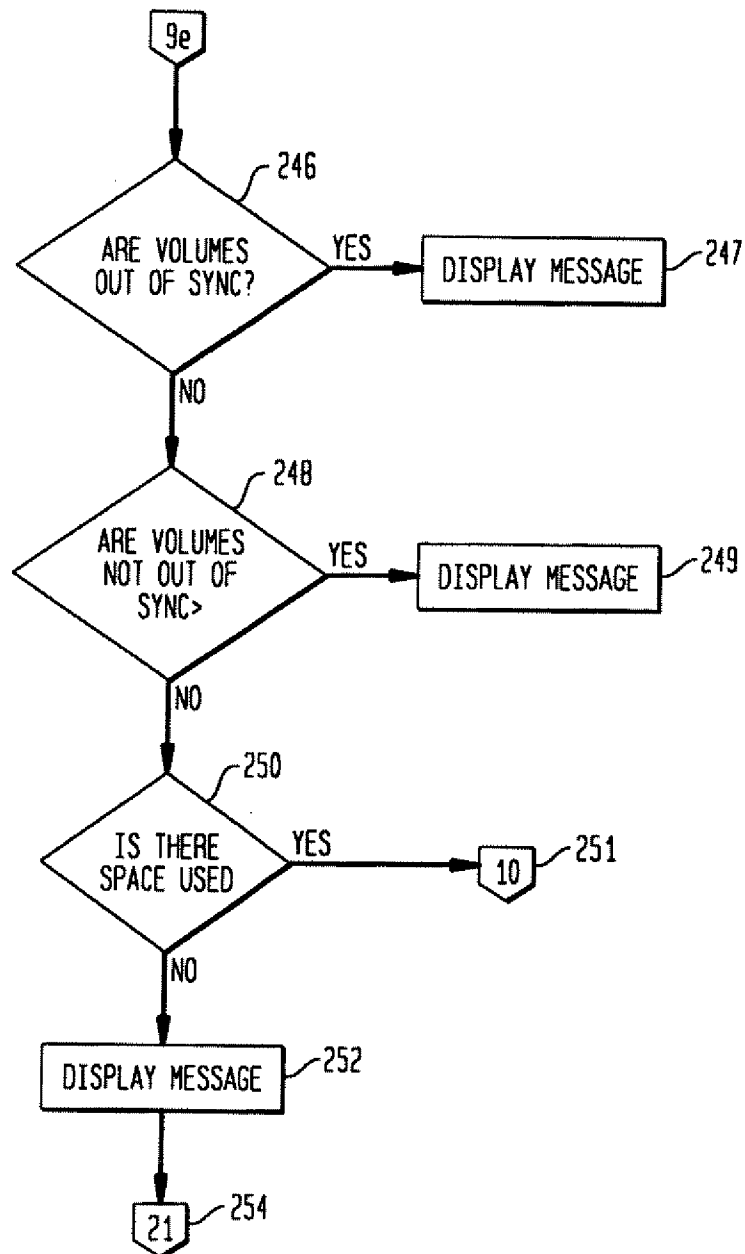 9e
246
ARE VOLUMES
OUT OF SYNC?
YES
DISPLAY MESSAGE
247
NO
248
ARE VOLUMES
NOT OUT OF
SYNC>
YES
DISPLAY MESSAGE
249
NO
250
IS THERE
SPACE USED
YES
10
251
NO
DISPLAY MESSAGE
252
21
254